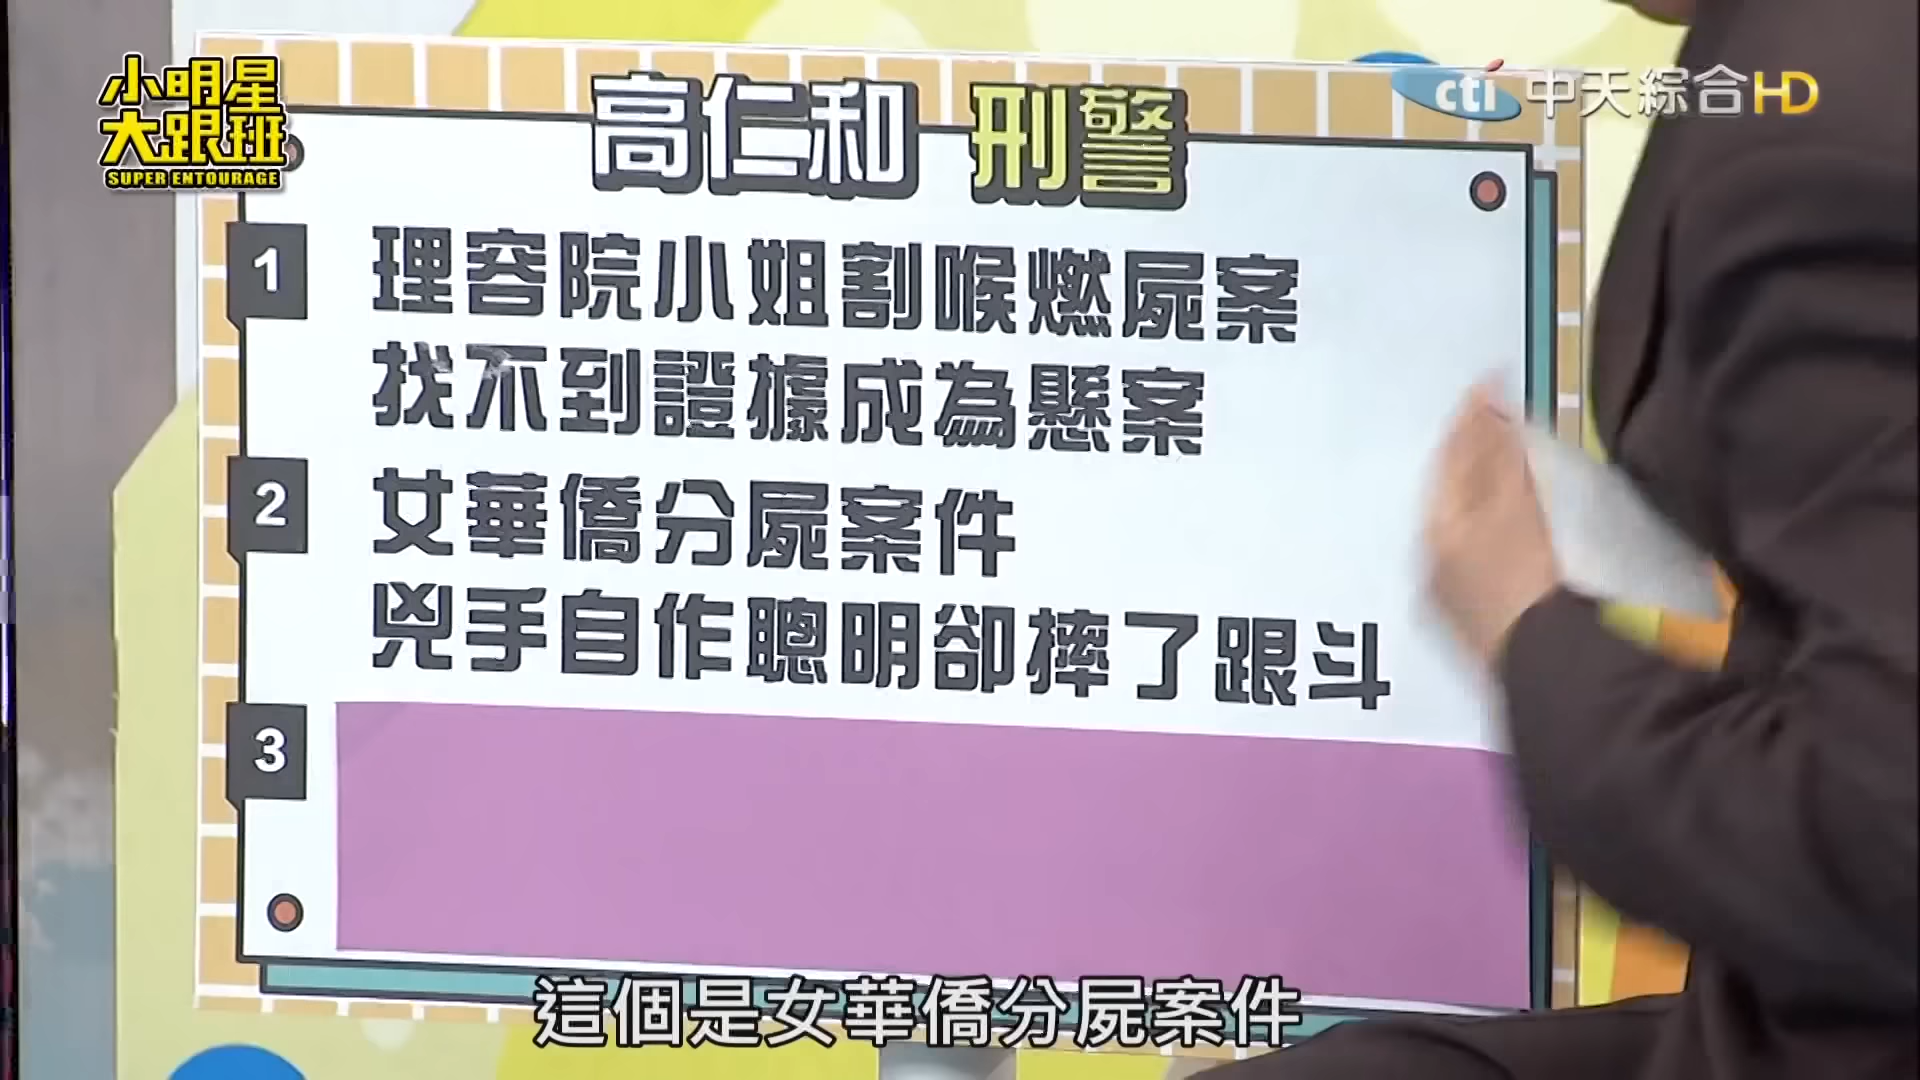 小明星
大跟班
SUPER ENTOURAGE
cti 中天綜合HD
高仁和 刑警
1
理容院小姐割喉燃屍案
找不到證據成為懸案
2
女華僑分屍案件
兇手自作聰明卻摔了跟斗
3
這個是女華僑分屍案件